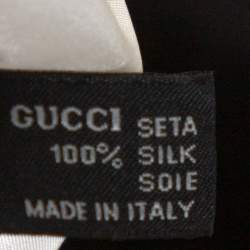 GUCCI SETA
100% SILK
SOIE
MADE IN ITALY